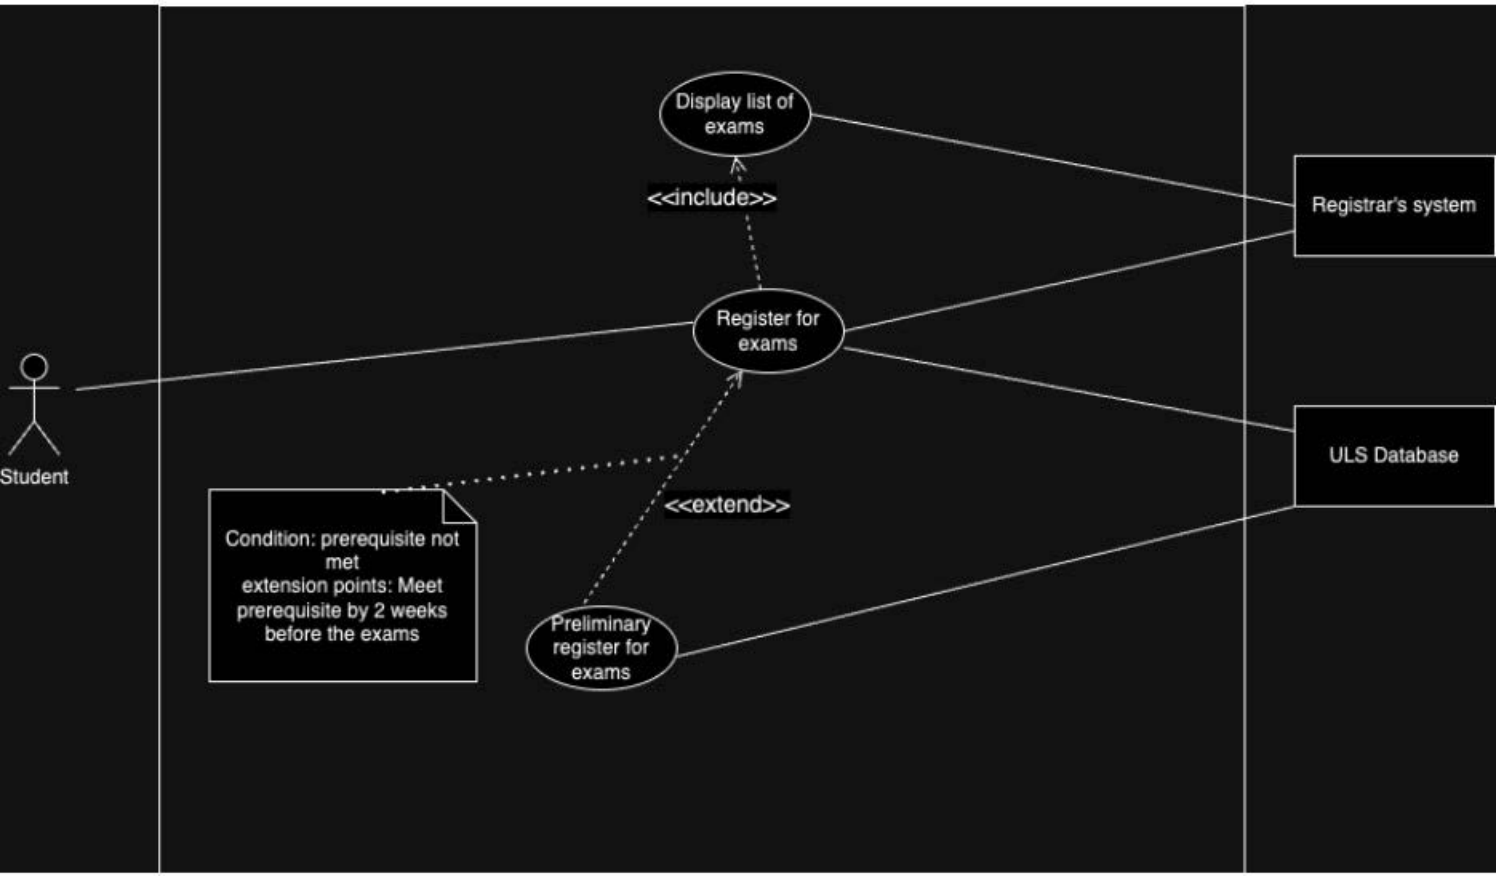 Display list of
exams
<<include>>
Registrar's system
Register for
exams
Student
ULS Database
<<extend>>
Condition: prerequisite not
met
extension points: Meet
prerequisite by 2 weeks
before the exams
Preliminary
register for
exams